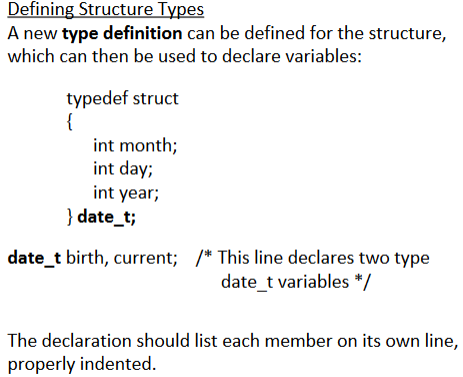 Defining Structure Types
A new type definition can be defined for the structure,
which can then be used to declare variables:
typedef struct
{
int month;
int day;
int year;
} date_t;
date_t birth, current; /* This line declares two type
date_t variables */
The declaration should list each member on its own line,
properly indented.